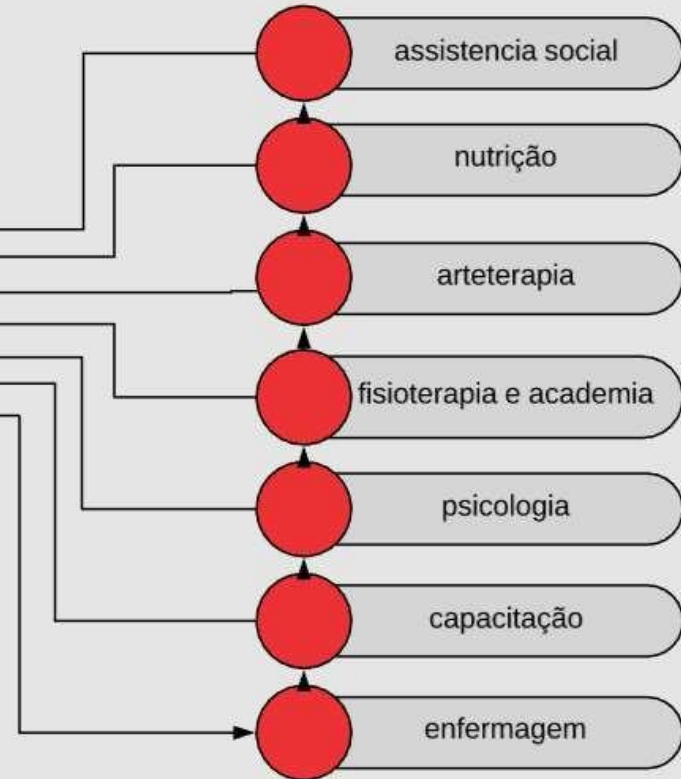 assistencia social
nutrição
arteterapia
fisioterapia e academia
psicologia
capacitação
enfermagem